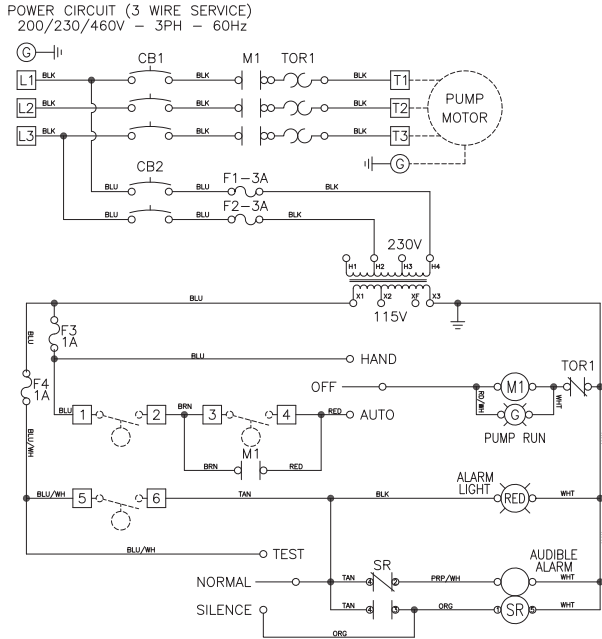 POWER CIRCUIT (3 WIRE SERVICE)
200/230/460V - 3PH - 60Hz
G
CB1 M1 TOR1
L1 BLK BLK BLK T1
L2 BLK BLK BLK T2
L3 BLK BLK BLK T3
PUMP
MOTOR
G
CB2
F1-3A
BLU BLU BLK
F2-3A
BLU BLU BLK
230V
H1 H2 H3 H4
X1 X2 XF X3
115V
BLU
BLU
F3
1A
BLU HAND
F4
1A
OFF
M1
TOR1
RD/WH
WHT
G
PUMP RUN
BLU 1 2 BRN 3 4 RED AUTO
M1
BRN RED
BLU/WH
ALARM
LIGHT
BLU/WH 5 6 TAN BLK RED WHT
BLU/WH TEST
SR
AUDIBLE
ALARM
NORMAL TAN 4 2 PRP/WH WHT
SILENCE TAN 4 3 ORG 1 SR 5 WHT
ORG